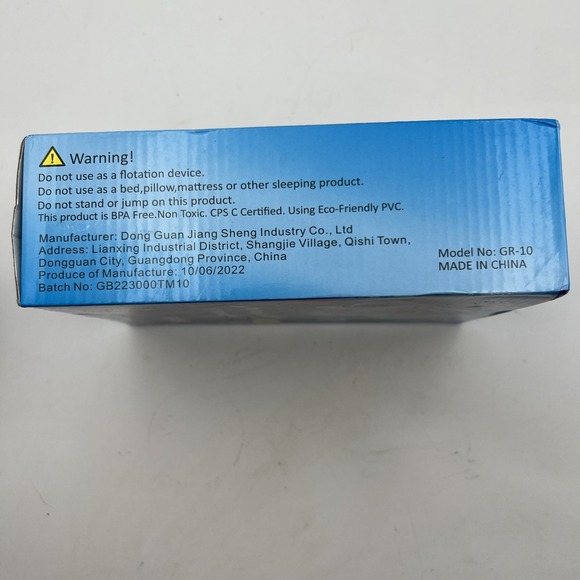 Warning!
Do not use as a flotation device.
Do not use as a bed,pillow,mattress or other sleeping product.
Do not stand or jump on this product.
This product is BPA Free.Non Toxic. CPS C Certified. Using Eco-Friendly PVC.
Manufacturer: Dong Guan Jiang Sheng Industry Co., Ltd
Address: Lianxing Industrial District, Shangjie Village, Qishi Town,
Dongguan City, Guangdong Province, China
Produce of Manufacture: 10/06/2022
Batch No: GB223000TM10
Model No: GR-10
MADE IN CHINA